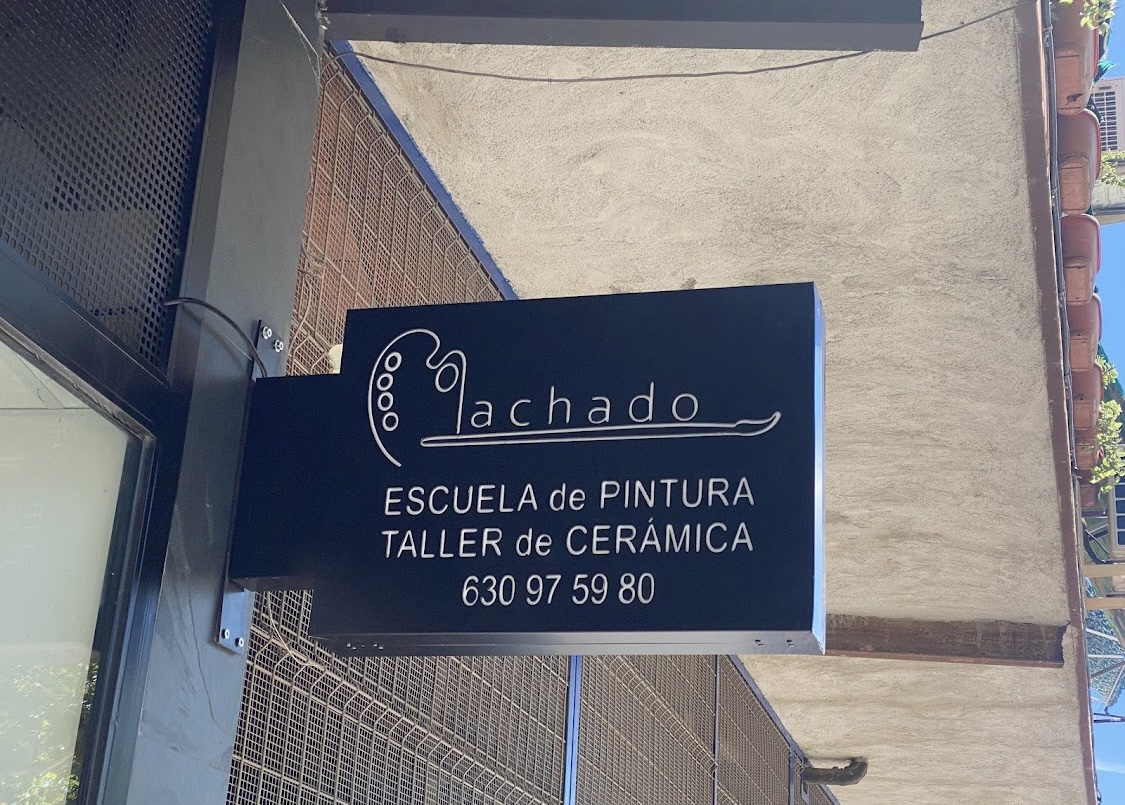 Machado
ESCUELA de PINTURA
TALLER de CERÁMICA
630 97 59 80